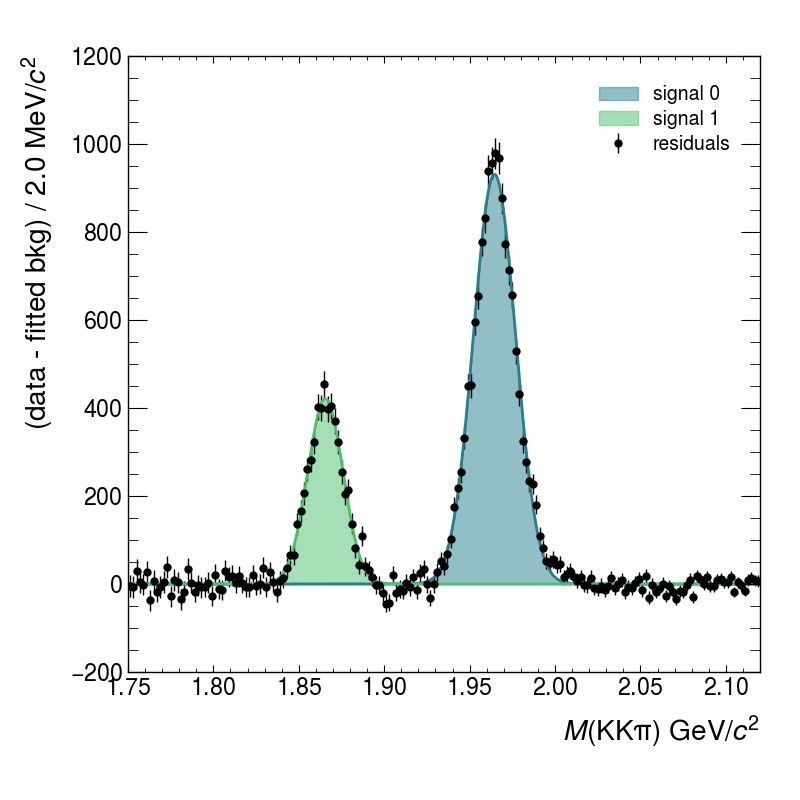 (data - fitted bkg) / 2.0 MeV/c²
1200
1000
800
600
400
200
0
−200
signal 0
signal 1
residuals
1.75 1.80 1.85 1.90 1.95 2.00 2.05 2.10
M(KKπ) GeV/c²